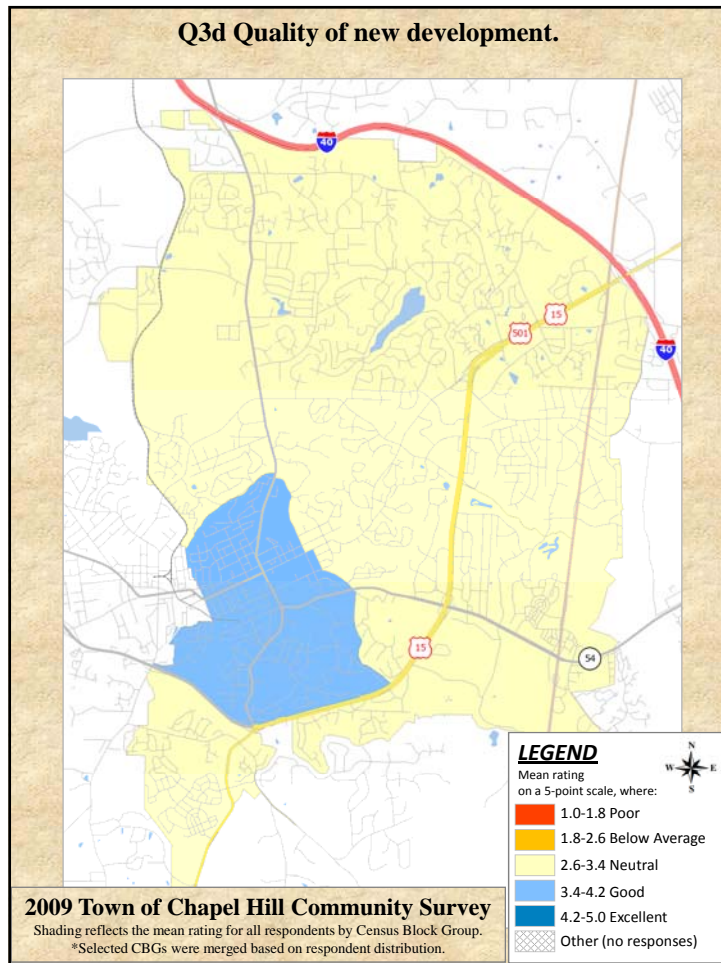 Q3d Quality of new development.
40
15
501
40
15
54
LEGEND
Mean rating
on a 5-point scale, where:
N
W E
S
1.0-1.8 Poor
1.8-2.6 Below Average
2.6-3.4 Neutral
3.4-4.2 Good
4.2-5.0 Excellent
Other (no responses)
2009 Town of Chapel Hill Community Survey
Shading reflects the mean rating for all respondents by Census Block Group.
*Selected CBGs were merged based on respondent distribution.